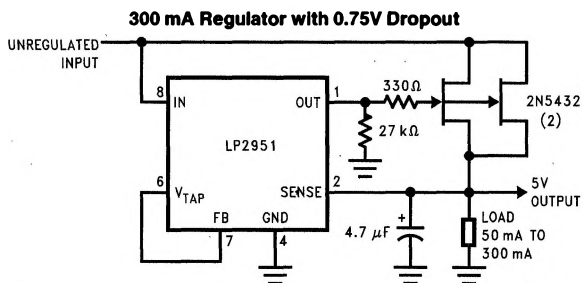 300 mA Regulator with 0.75V Dropout
UNREGULATED
INPUT
8
IN
OUT
1
330Ω
2N5432
(2)
27 kΩ
LP2951
6
VTAP
SENSE
2
5V
OUTPUT
FB
GND
7
4
+
4.7 μF
LOAD
50 mA TO
300 mA